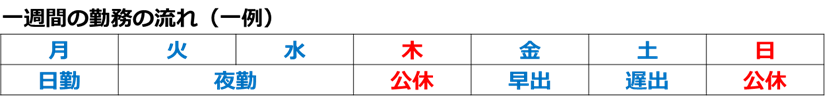 一週間の勤務の流れ（一例）
月 火 水 木 金 土 日
日勤 夜勤 公休 早出 遅出 公休